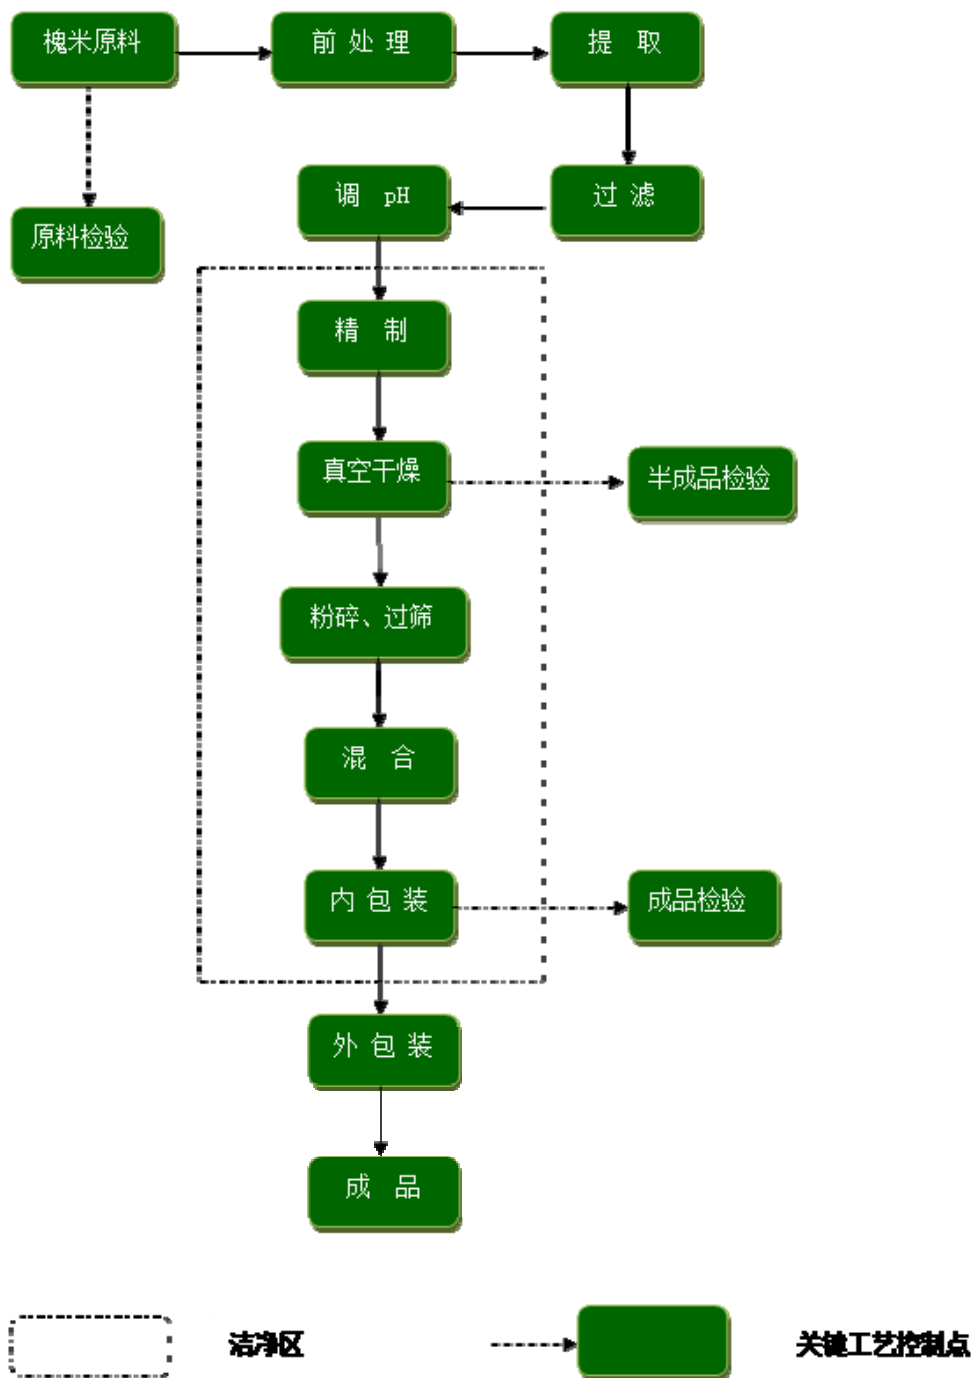 槐米原料
前 处 理
提 取
调 pH
过 滤
原料检验
精 制
真空干燥
半成品检验
粉碎、过筛
混 合
内 包 装
成品检验
外 包 装
成 品
洁净区
关键工艺控制点